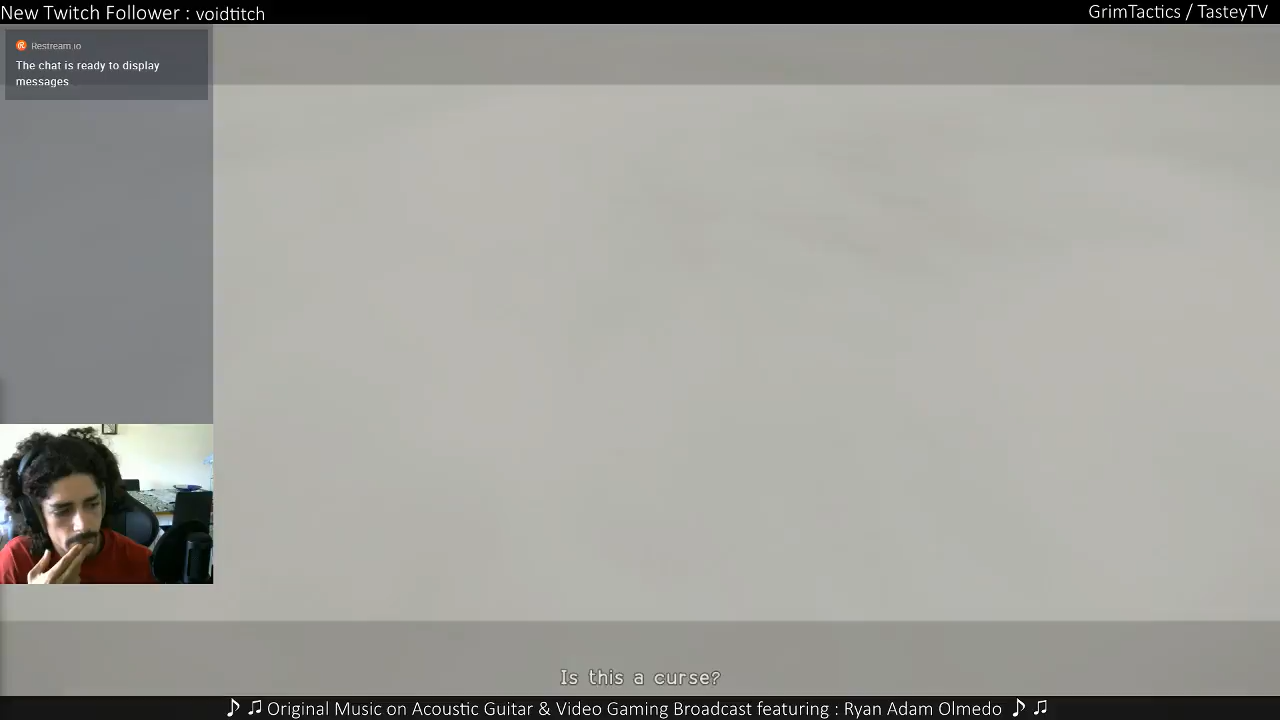 New Twitch Follower : voidtitch
GrimTactics / TasteyTV
Restream.io
The chat is ready to display
messages
Is this a curse?
♪ ♫ Original Music on Acoustic Guitar & Video Gaming Broadcast featuring : Ryan Adam Olmedo ♪ ♫